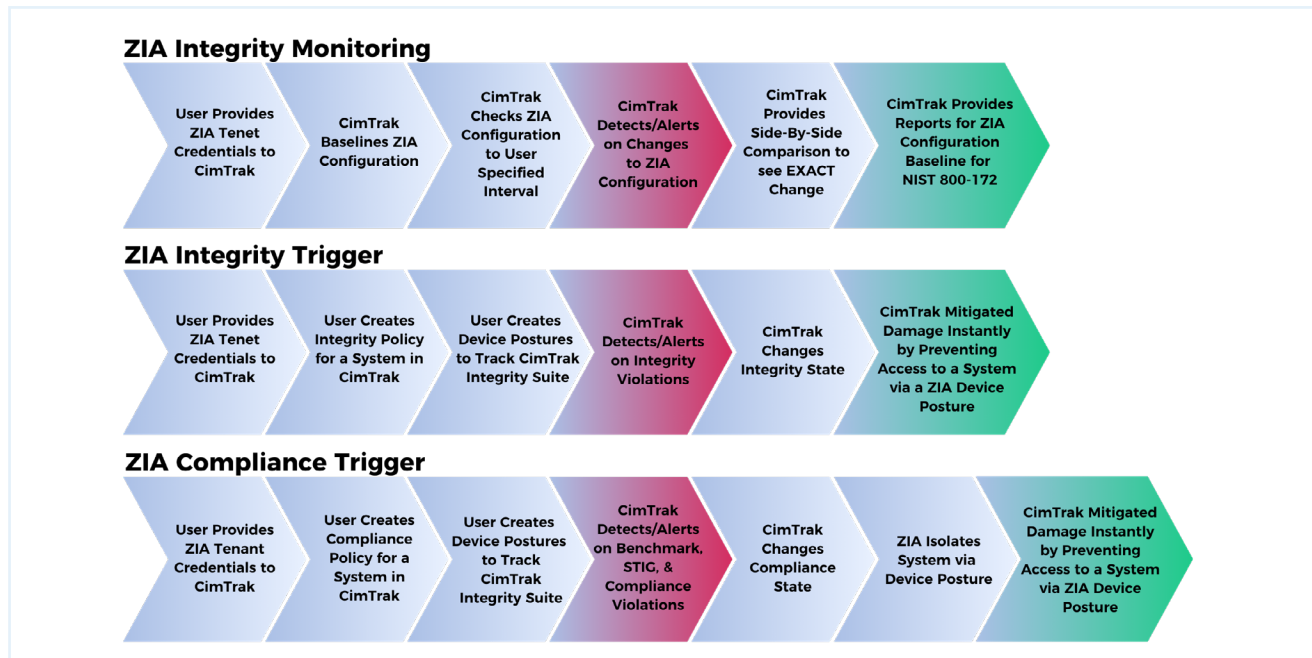 ZIA Integrity Monitoring
User Provides
ZIA Tenet
Credentials to
CimTrak
CimTrak
Baselines ZIA
Configuration
CimTrak
Checks ZIA
Configuration
to User
Specified
Interval
CimTrak
Detects/Alerts
on Changes
to ZIA
Configuration
CimTrak
Provides
Side-By-Side
Comparison to
see EXACT
Change
CimTrak Provides
Reports for ZIA
Configuration
Baseline for
NIST 800-172
ZIA Integrity Trigger
User Provides
ZIA Tenet
Credentials to
CimTrak
User Creates
Integrity Policy
for a System in
CimTrak
User Creates
Device Postures
to Track CimTrak
Integrity Suite
CimTrak
Detects/Alerts
on Integrity
Violations
CimTrak
Changes
Integrity State
CimTrak Mitigated
Damage Instantly
by Preventing
Access to a System
via a ZIA Device
Posture
ZIA Compliance Trigger
User Provides
ZIA Tenant
Credentials to
CimTrak
User Creates
Compliance
Policy for a
System in
CimTrak
User Creates
Device Postures
to Track
CimTrak
Integrity Suite
CimTrak
Detects/Alerts
on Benchmark,
STIG, &
Compliance
Violations
CimTrak
Changes
Compliance
State
ZIA Isolates
System via
Device Posture
CimTrak Mitigated
Damage Instantly
by Preventing
Access to a System
via ZIA Device
Posture